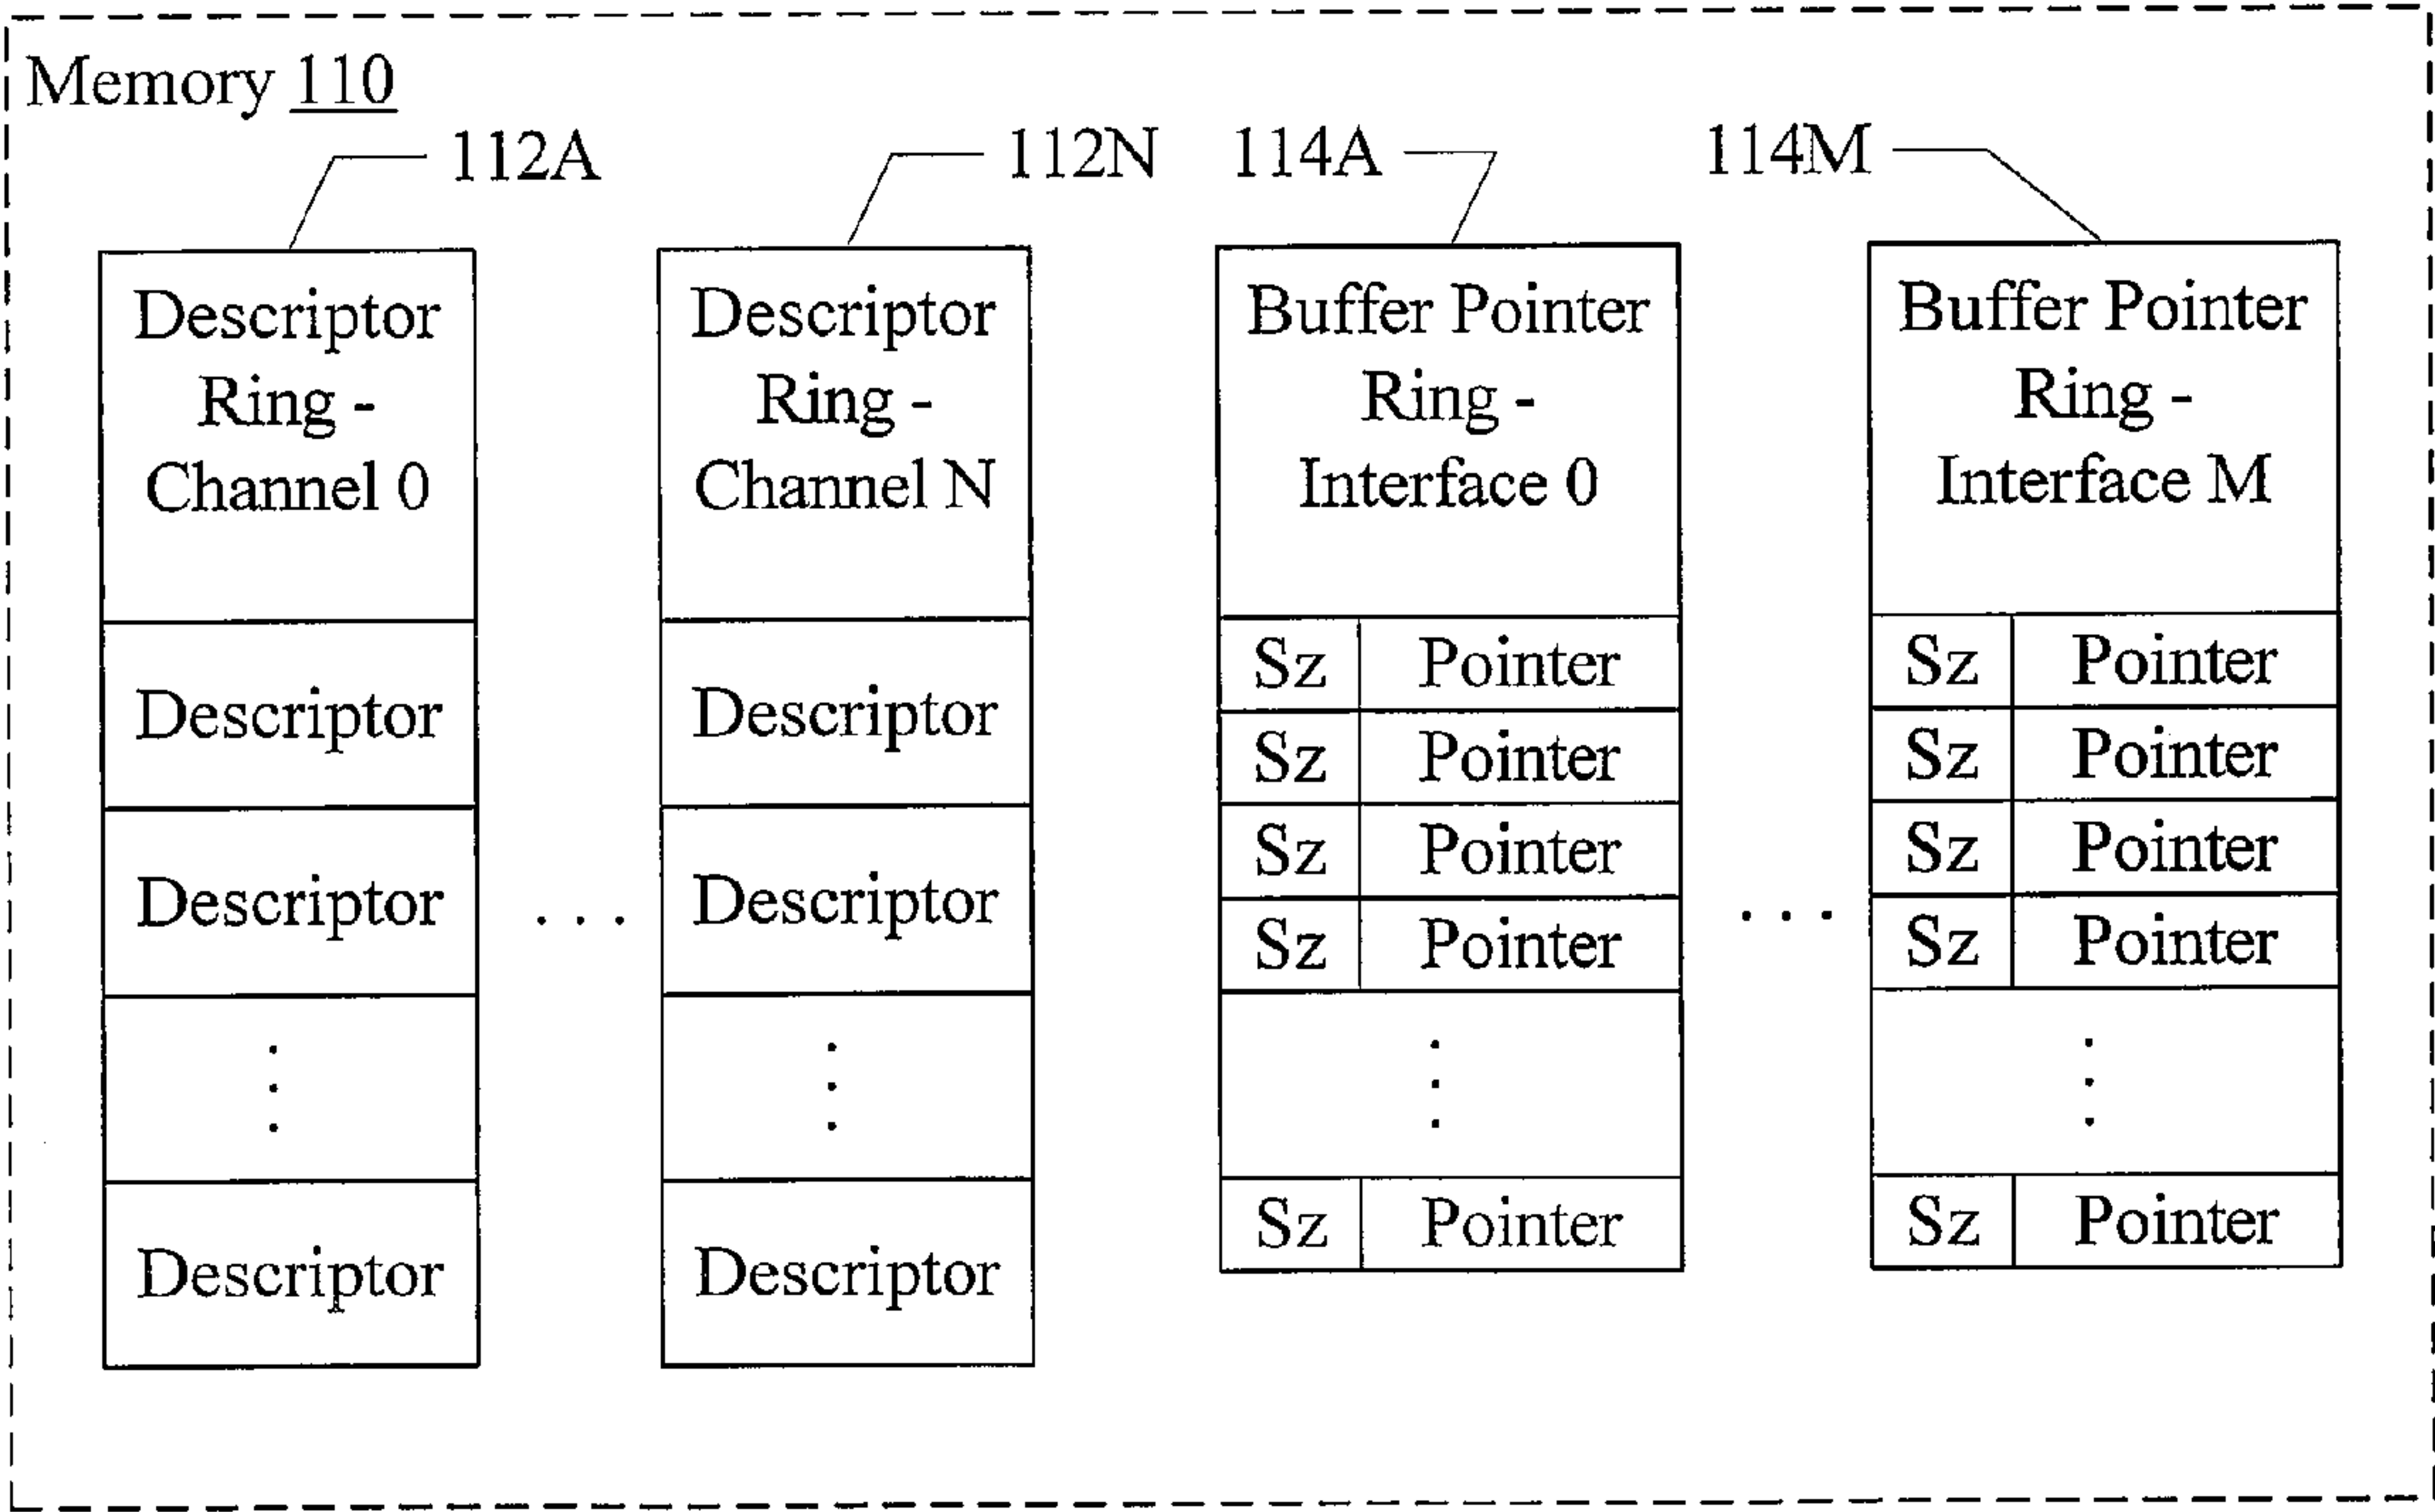 Memory 110
112A
112N
114A
114M
Descriptor
Ring -
Channel 0
Descriptor
Descriptor
Descriptor
...
Descriptor
Ring -
Channel N
Descriptor
Descriptor
Descriptor
Buffer Pointer
Ring -
Interface 0
Sz Pointer
Sz Pointer
Sz Pointer
Sz Pointer
Sz Pointer
...
Buffer Pointer
Ring -
Interface M
Sz Pointer
Sz Pointer
Sz Pointer
Sz Pointer
Sz Pointer